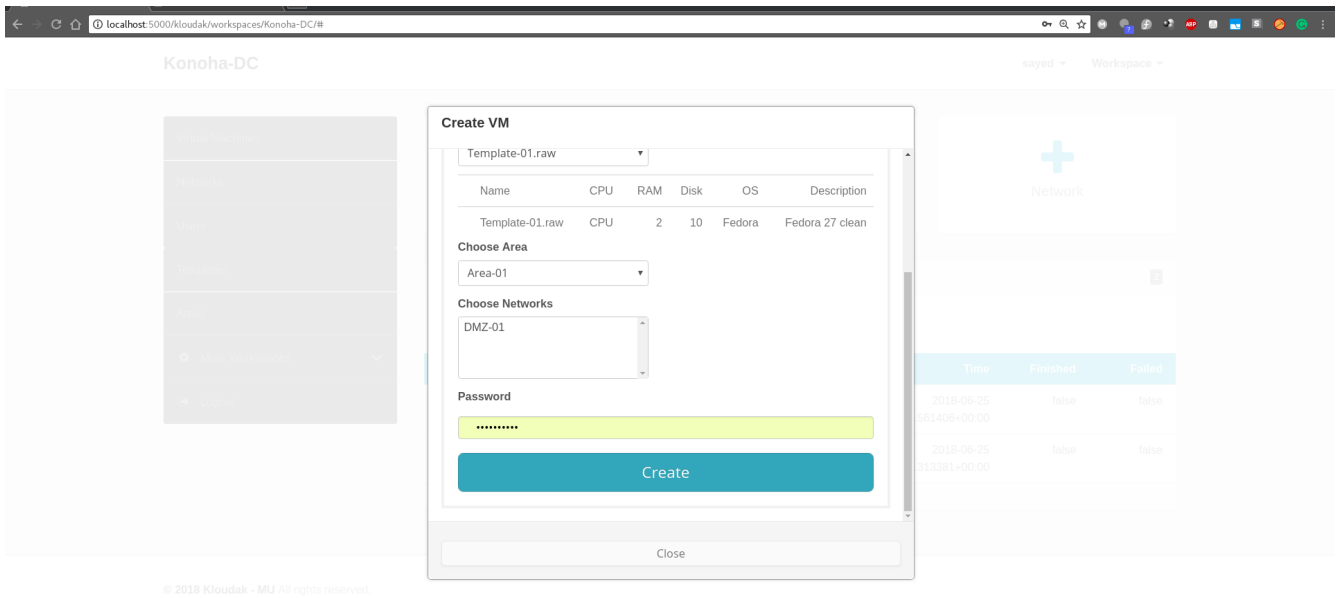 localhost:5000/kloudak/workspaces/Konoha-DC/#
Konoha-DC
sayed
Workspace
Create VM
Template-01.raw
Name CPU RAM Disk OS Description
Template-01.raw CPU 2 10 Fedora Fedora 27 clean
Choose Area
Area-01
Choose Networks
DMZ-01
Password
••••••••••
Create
Close
Network
Time Finished Failed
2018-06-25 false false
2018-06-25 false false
313381+00:00
© 2018 Kloudak - MU All rights reserved.